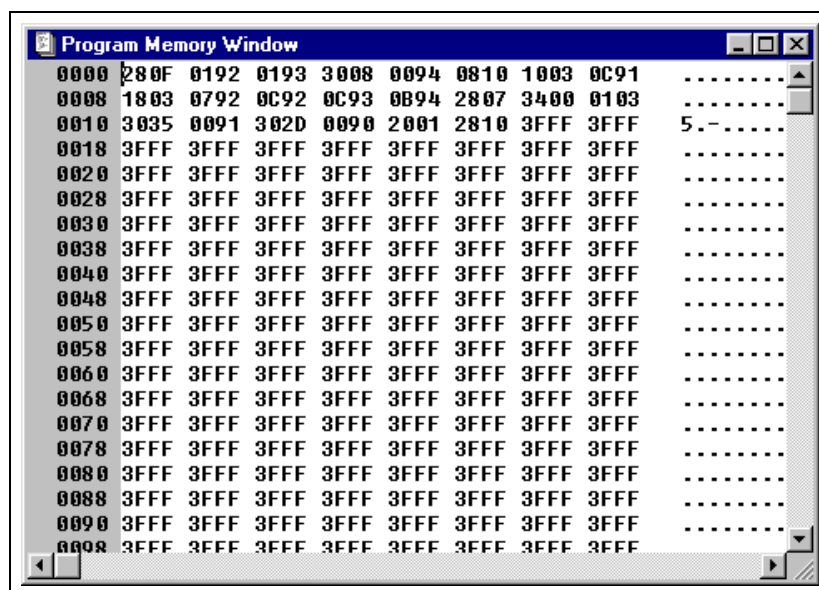 Program Memory Window
0000 280F 0192 0193 3008 0094 0810 1003 0C91 ........
0008 1803 0792 0C92 0C93 0B94 2807 3400 0103 ........
0010 3035 0091 302D 0090 2001 2810 3FFF 3FFF 5.-.....
0018 3FFF 3FFF 3FFF 3FFF 3FFF 3FFF 3FFF 3FFF ........
0020 3FFF 3FFF 3FFF 3FFF 3FFF 3FFF 3FFF 3FFF ........
0028 3FFF 3FFF 3FFF 3FFF 3FFF 3FFF 3FFF 3FFF ........
0030 3FFF 3FFF 3FFF 3FFF 3FFF 3FFF 3FFF 3FFF ........
0038 3FFF 3FFF 3FFF 3FFF 3FFF 3FFF 3FFF 3FFF ........
0040 3FFF 3FFF 3FFF 3FFF 3FFF 3FFF 3FFF 3FFF ........
0048 3FFF 3FFF 3FFF 3FFF 3FFF 3FFF 3FFF 3FFF ........
0050 3FFF 3FFF 3FFF 3FFF 3FFF 3FFF 3FFF 3FFF ........
0058 3FFF 3FFF 3FFF 3FFF 3FFF 3FFF 3FFF 3FFF ........
0060 3FFF 3FFF 3FFF 3FFF 3FFF 3FFF 3FFF 3FFF ........
0068 3FFF 3FFF 3FFF 3FFF 3FFF 3FFF 3FFF 3FFF ........
0070 3FFF 3FFF 3FFF 3FFF 3FFF 3FFF 3FFF 3FFF ........
0078 3FFF 3FFF 3FFF 3FFF 3FFF 3FFF 3FFF 3FFF ........
0080 3FFF 3FFF 3FFF 3FFF 3FFF 3FFF 3FFF 3FFF ........
0088 3FFF 3FFF 3FFF 3FFF 3FFF 3FFF 3FFF 3FFF ........
0090 3FFF 3FFF 3FFF 3FFF 3FFF 3FFF 3FFF 3FFF ........
0098 3FFF 3FFF 3FFF 3FFF 3FFF 3FFF 3FFF 3FFF